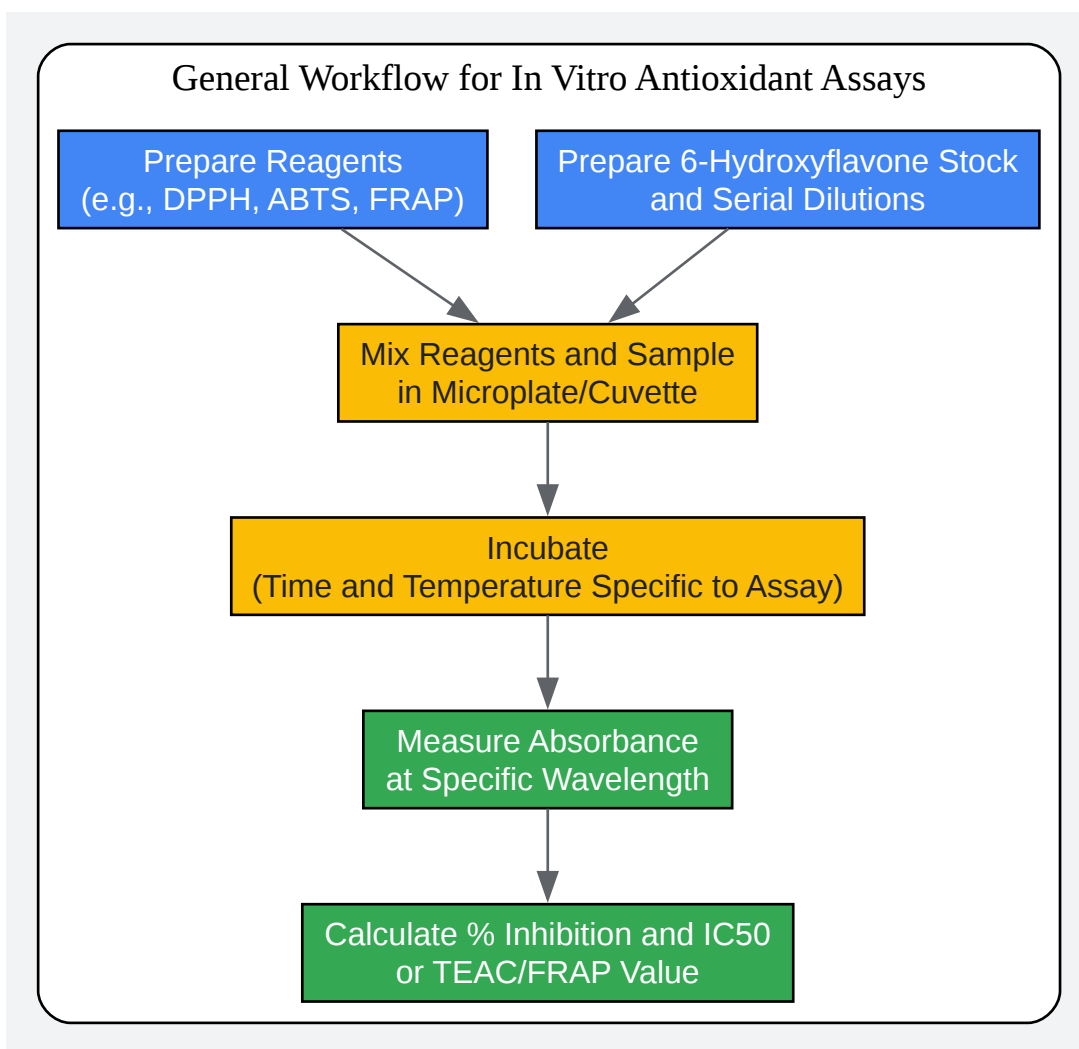 General Workflow for In Vitro Antioxidant Assays
Prepare Reagents
(e.g., DPPH, ABTS, FRAP)
Prepare 6-Hydroxyflavone Stock
and Serial Dilutions
Mix Reagents and Sample
in Microplate/Cuvette
Incubate
(Time and Temperature Specific to Assay)
Measure Absorbance
at Specific Wavelength
Calculate % Inhibition and IC50
or TEAC/FRAP Value